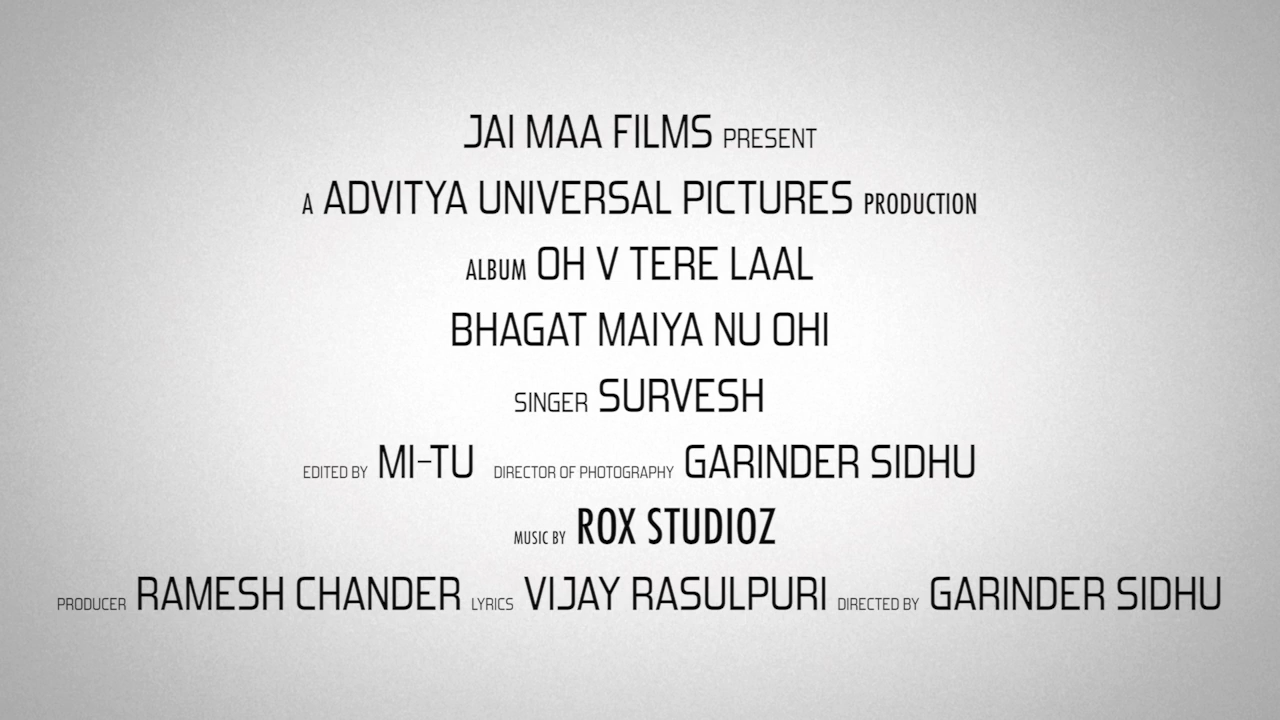 JAI MAA FILMS PRESENT
A ADVITYA UNIVERSAL PICTURES PRODUCTION
ALBUM OH V TERE LAAL
BHAGAT MAIYA NU OHI
SINGER SURVESH
EDITED BY MI-TU DIRECTOR OF PHOTOGRAPHY GARINDER SIDHU
MUSIC BY ROX STUDIOZ
PRODUCER RAMESH CHANDER LYRICS VIJAY RASULPURI DIRECTED BY GARINDER SIDHU